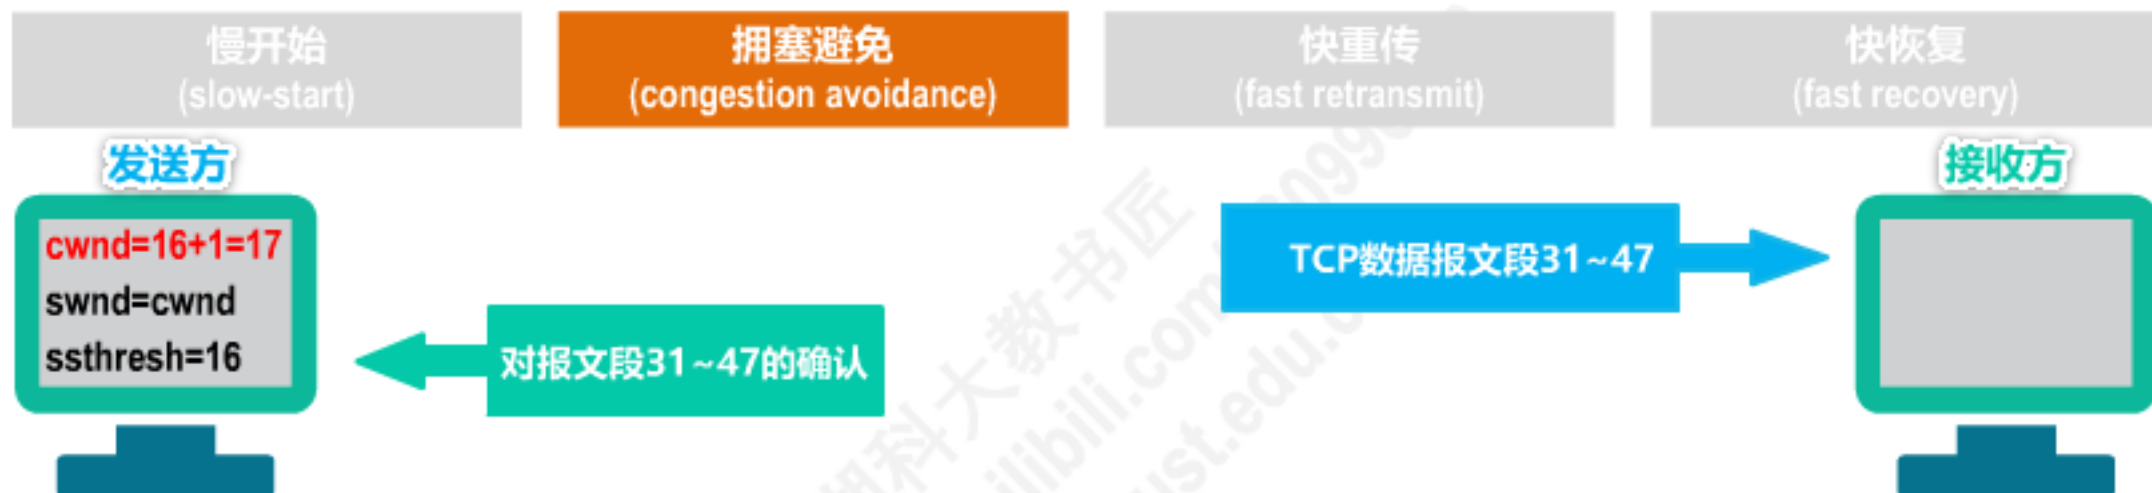 慢开始
(slow-start)
拥塞避免
(congestion avoidance)
快重传
(fast retransmit)
快恢复
(fast recovery)
发送方
接收方
cwnd=16+1=17
swnd=cwnd
ssthresh=16
TCP数据报文段31~47
对报文段31~47的确认